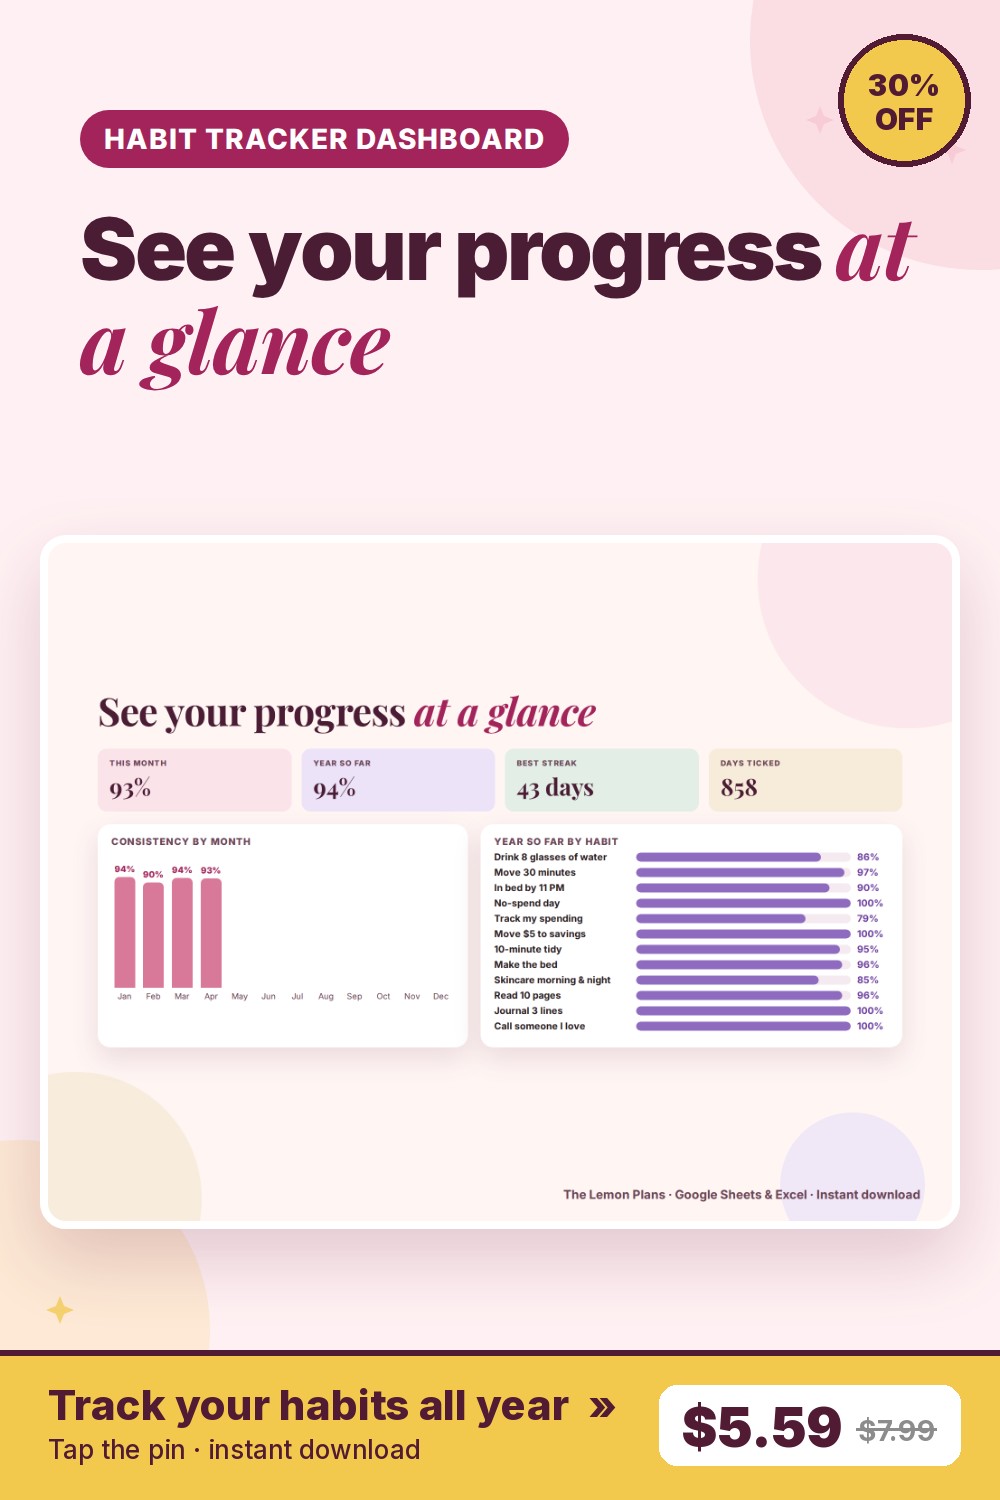 30%
OFF
HABIT TRACKER DASHBOARD
See your progress at
a glance
See your progress at a glance
THIS MONTH
93%
YEAR SO FAR
94%
BEST STREAK
43 days
DAYS TICKED
858
CONSISTENCY BY MONTH
94% 90% 94% 93%
Jan Feb Mar Apr May Jun Jul Aug Sep Oct Nov Dec
YEAR SO FAR BY HABIT
Drink 8 glasses of water 86%
Move 30 minutes 97%
In bed by 11 PM 90%
No-spend day 100%
Track my spending 79%
Move $5 to savings 100%
10-minute tidy 95%
Make the bed 96%
Skincare morning & night 85%
Read 10 pages 96%
Journal 3 lines 100%
Call someone I love 100%
The Lemon Plans · Google Sheets & Excel · Instant download
Track your habits all year »
Tap the pin · instant download
$5.59 $7.99